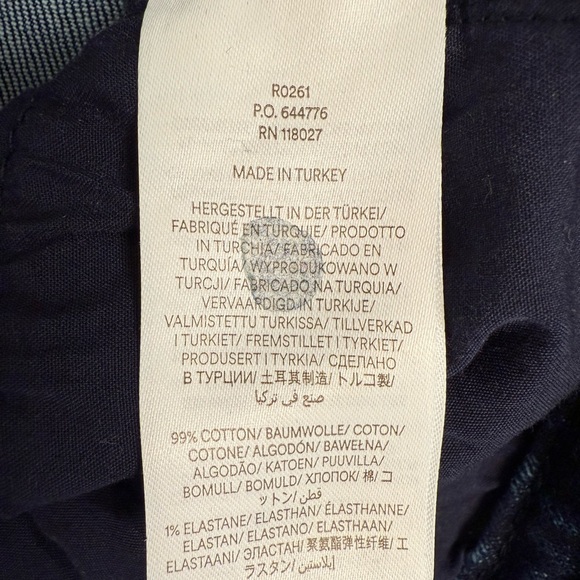 R0261
P.O. 644776
RN 118027
MADE IN TURKEY
HERGESTELLT IN DER TÜRKEI/
FABRIQUÉ EN TURQUIE/ PRODOTTO
IN TURCHIA/ FABRICADO EN
TURQUÍA/ WYPRODUKOWANO W
TURCJI/ FABRICADO NA TURQUIA/
VERVAARDIGD IN TURKIJE/
VALMISTETTU TURKISSA/ TILLVERKAD
I TURKIET/ FREMSTILLET I TYRKIET/
PRODUSERT I TYRKIA/ СДЕЛАНО
В ТУРЦИИ/ 土耳其制造/ トルコ製/
صنع في تركيا
99% COTTON/ BAUMWOLLE/ COTON/
COTONE/ ALGODÓN/ BAWEŁNA/
ALGODÃO/ KATOEN/ PUUVILLA/
BOMULL/ BOMULD/ ХЛОПОК/ 棉/ コ
ットン/ قطن
1% ELASTANE/ ELASTHAN/ ÉLASTHANNE/
ELASTAN/ ELASTANO/ ELASTHAAN/
ELASTAANI/ ЭЛАСТАН/ 聚氨酯弹性纤维/ エ
ラスタン/ إيلاستين